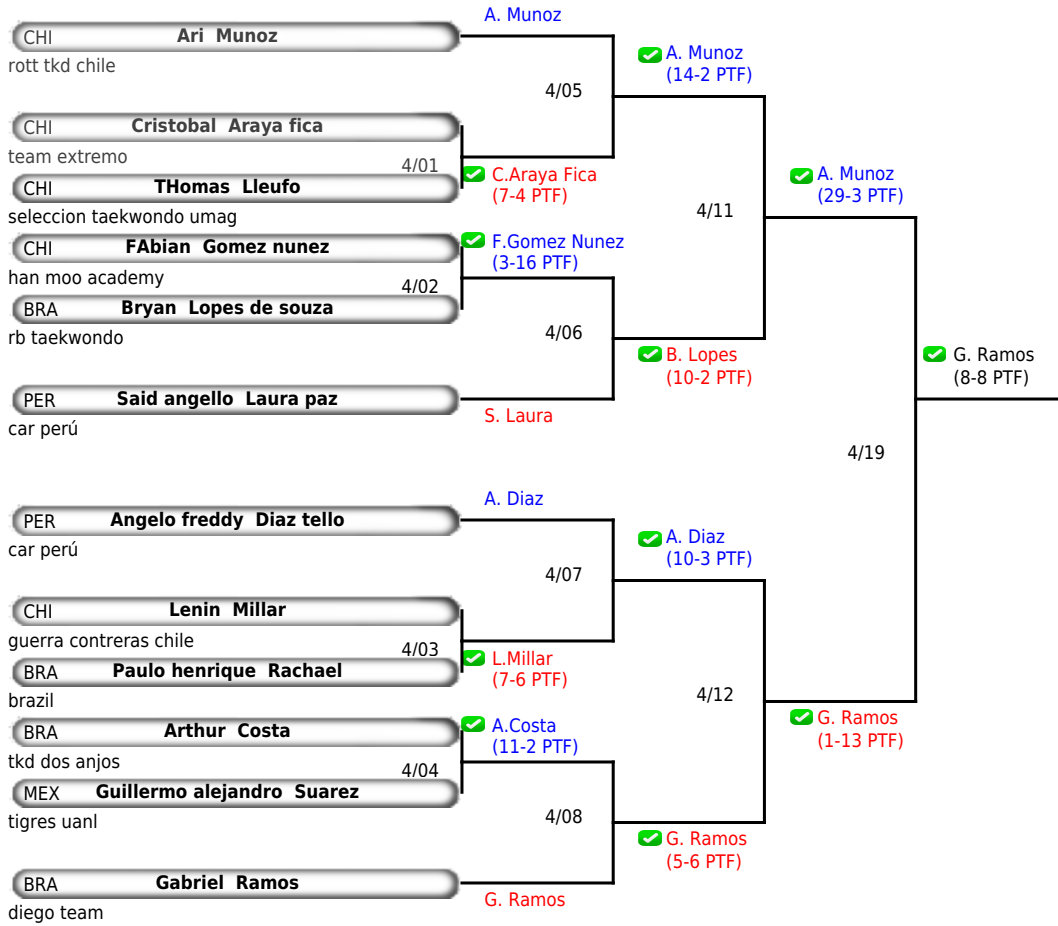 A. Munoz
CHI Ari Munoz
rott tkd chile
A. Munoz
(14-2 PTF)
4/05
CHI Cristobal Araya fica
team extremo
4/01
C.Araya Fica
(7-4 PTF)
CHI THomas Lleufo
seleccion taekwondo umag
A. Munoz
(29-3 PTF)
4/11
CHI FAbian Gomez nunez
han moo academy
F.Gomez Nunez
(3-16 PTF)
4/02
BRA Bryan Lopes de souza
rb taekwondo
4/06
B. Lopes
(10-2 PTF)
G. Ramos
(8-8 PTF)
PER Said angello Laura paz
car perú
S. Laura
4/19
A. Diaz
PER Angelo freddy Diaz tello
car perú
A. Diaz
(10-3 PTF)
4/07
CHI Lenin Millar
guerra contreras chile
4/03
L.Millar
(7-6 PTF)
BRA Paulo henrique Rachael
brazil
4/12
G. Ramos
(1-13 PTF)
BRA Arthur Costa
tkd dos anjos
A.Costa
(11-2 PTF)
4/04
MEX Guillermo alejandro Suarez
tigres uanl
4/08
G. Ramos
(5-6 PTF)
BRA Gabriel Ramos
diego team
G. Ramos